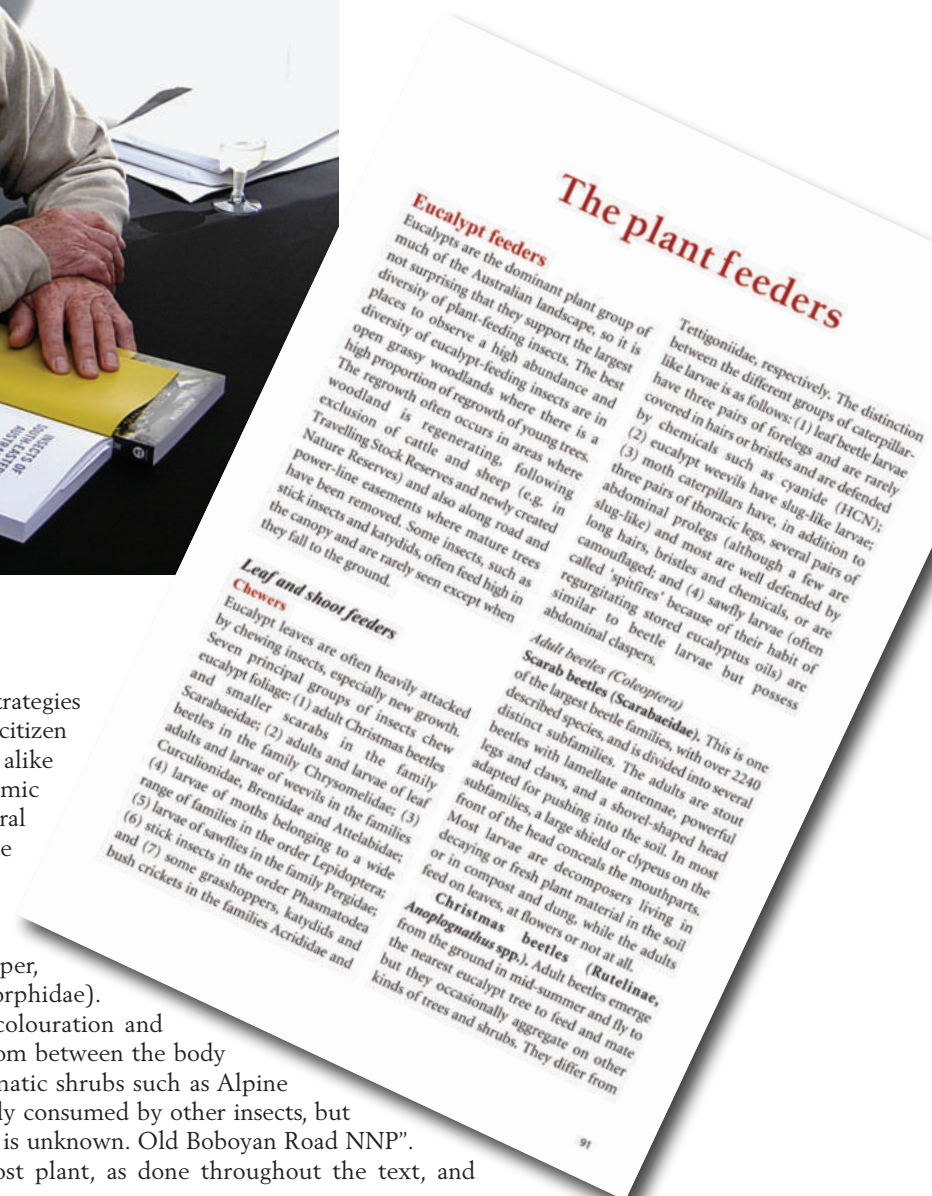 INSECTS OF
SOUTH-EASTERN
The plant feeders
Eucalypt feeders
Eucalypts are the dominant plant group of
much of the Australian landscape, so it is
not surprising that they support the largest
diversity of plant-feeding insects. The best
places to observe a high abundance and
diversity of eucalypt-feeding insects are in
open grassy woodlands where there is a
high proportion of regrowth of young trees.
The regrowth often occurs in areas where
woodland is regenerating, following
exclusion of cattle and sheep (e.g. in
Travelling Stock Reserves and newly created
Nature Reserves) and also along road and
power-line easements where mature trees
have been removed. Some insects, such as
stick insects and katydids, often feed high in
the canopy and are rarely seen except when
they fall to the ground.
Leaf and shoot feeders
Chewers
Eucalypt leaves are often heavily attacked
by chewing insects, especially new growth.
Seven principal groups of insects chew
eucalypt foliage: (1) adult Christmas beetles
and smaller scarabs in the family
Scarabaeidae; (2) adults and larvae of leaf
beetles in the family Chrysomelidae; (3)
adults and larvae of weevils in the families
Curculionidae, Brentidae and Attelabidae;
(4) larvae of moths belonging to a wide
range of families in the order Lepidoptera;
(5) larvae of sawflies in the family Pergidae;
(6) stick insects in the order Phasmatodea
and (7) some grasshoppers, katydids and
bush crickets in the families Acrididae and
Tettigoniidae, respectively. The distinction
between the different groups of caterpillar-
like larvae is as follows: (1) leaf beetle larvae
have three pairs of forelegs and are rarely
covered in hairs or bristles and are defended
by chemicals such as cyanide (HCN);
(2) eucalypt weevils have slug-like larvae;
(3) moth caterpillars have, in addition to
three pairs of thoracic legs, several pairs of
abdominal prolegs (although a few are
slug-like) and most are well defended by
long hairs, bristles and chemicals, or are
camouflaged; and (4) sawfly larvae (often
called 'spitfires' because of their habit of
regurgitating stored eucalyptus oils) are
similar to beetle larvae but possess
abdominal claspers.
Adult beetles (Coleoptera)
Scarab beetles (Scarabaeidae). This is one
of the largest beetle families, with over 2240
described species, and is divided into several
distinct subfamilies. The adults are stout
beetles with lamellate antennae, powerful
legs and claws, and a shovel-shaped head
adapted for pushing into the soil. In most
subfamilies, a large shield or clypeus on the
front of the head conceals the mouthparts.
Most larvae are decomposers living in
decaying or fresh plant material in the soil
or in compost and dung, while the adults
feed on leaves, at flowers or not at all.
Christmas beetles (Rutelinae,
Anoplognathus spp.). Adult beetles emerge
from the ground in mid-summer and fly to
the nearest eucalypt tree to feed and mate
but they occasionally aggregate on other
kinds of trees and shrubs. They differ from
91
trategies
citizen
alike
mic
ral
e
per,
orphidae).
colouration and
om between the body
matic shrubs such as Alpine
ly consumed by other insects, but
is unknown. Old Boboyan Road NNP”.
ost plant, as done throughout the text, and